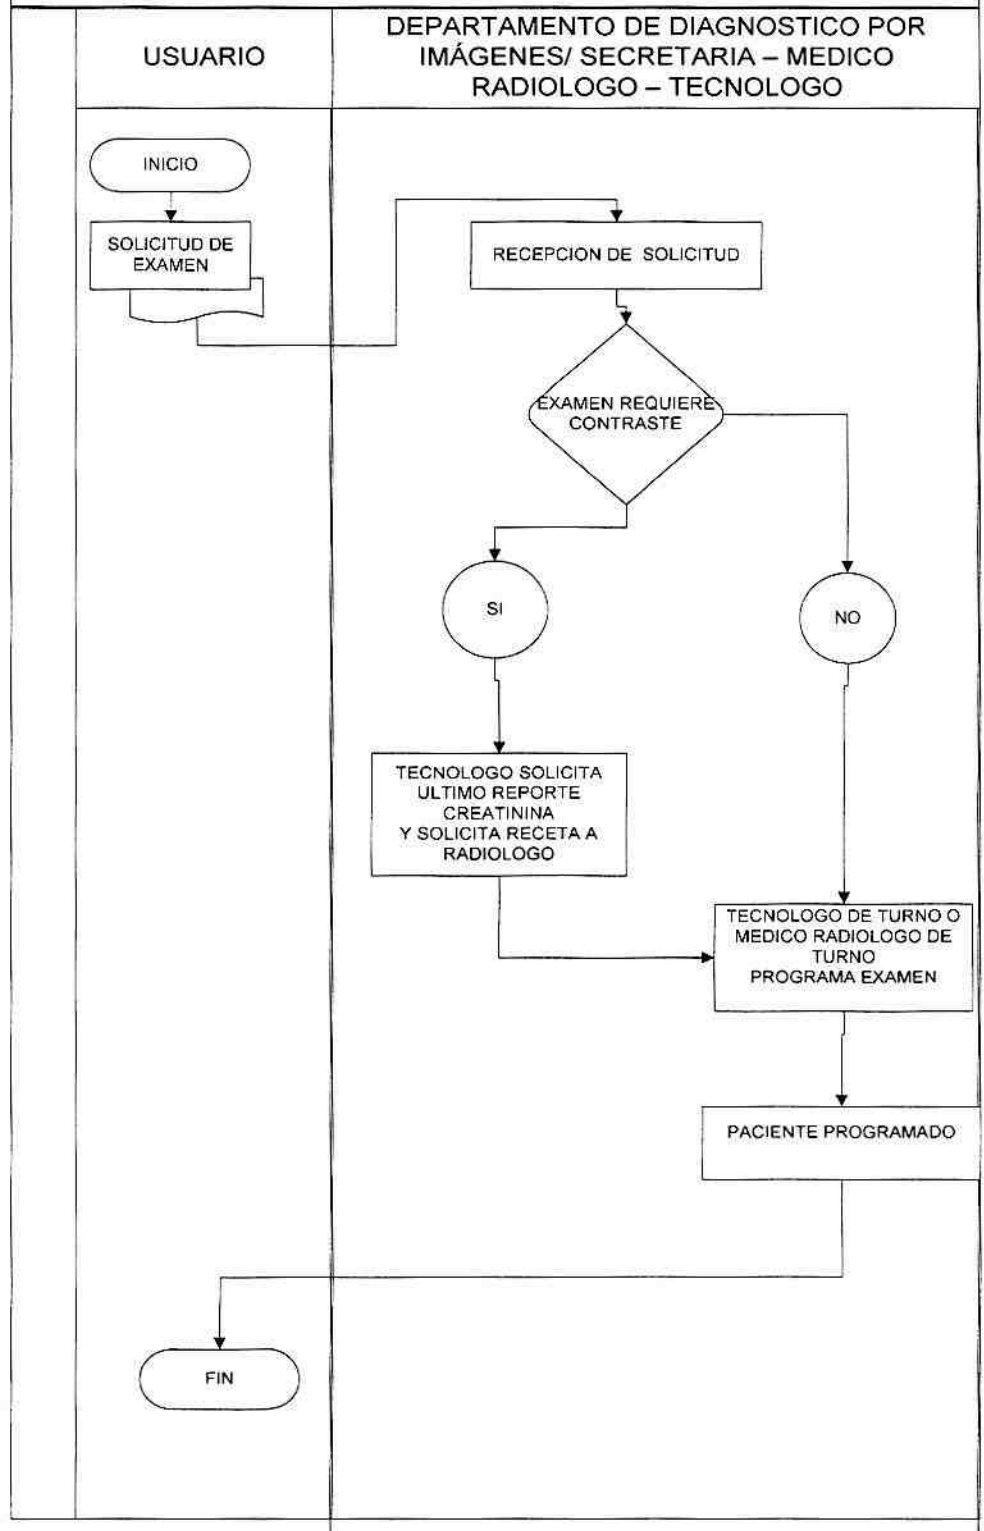 USUARIO
DEPARTAMENTO DE DIAGNOSTICO POR
IMÁGENES/ SECRETARIA – MEDICO
RADIOLOGO – TECNOLOGO
INICIO
SOLICITUD DE
EXAMEN
RECEPCION DE SOLICITUD
EXAMEN REQUIERE
CONTRASTE
SI
NO
TECNOLOGO SOLICITA
ULTIMO REPORTE
CREATININA
Y SOLICITA RECETA A
RADIOLOGO
TECNOLOGO DE TURNO O
MEDICO RADIOLOGO DE
TURNO
PROGRAMA EXAMEN
PACIENTE PROGRAMADO
FIN